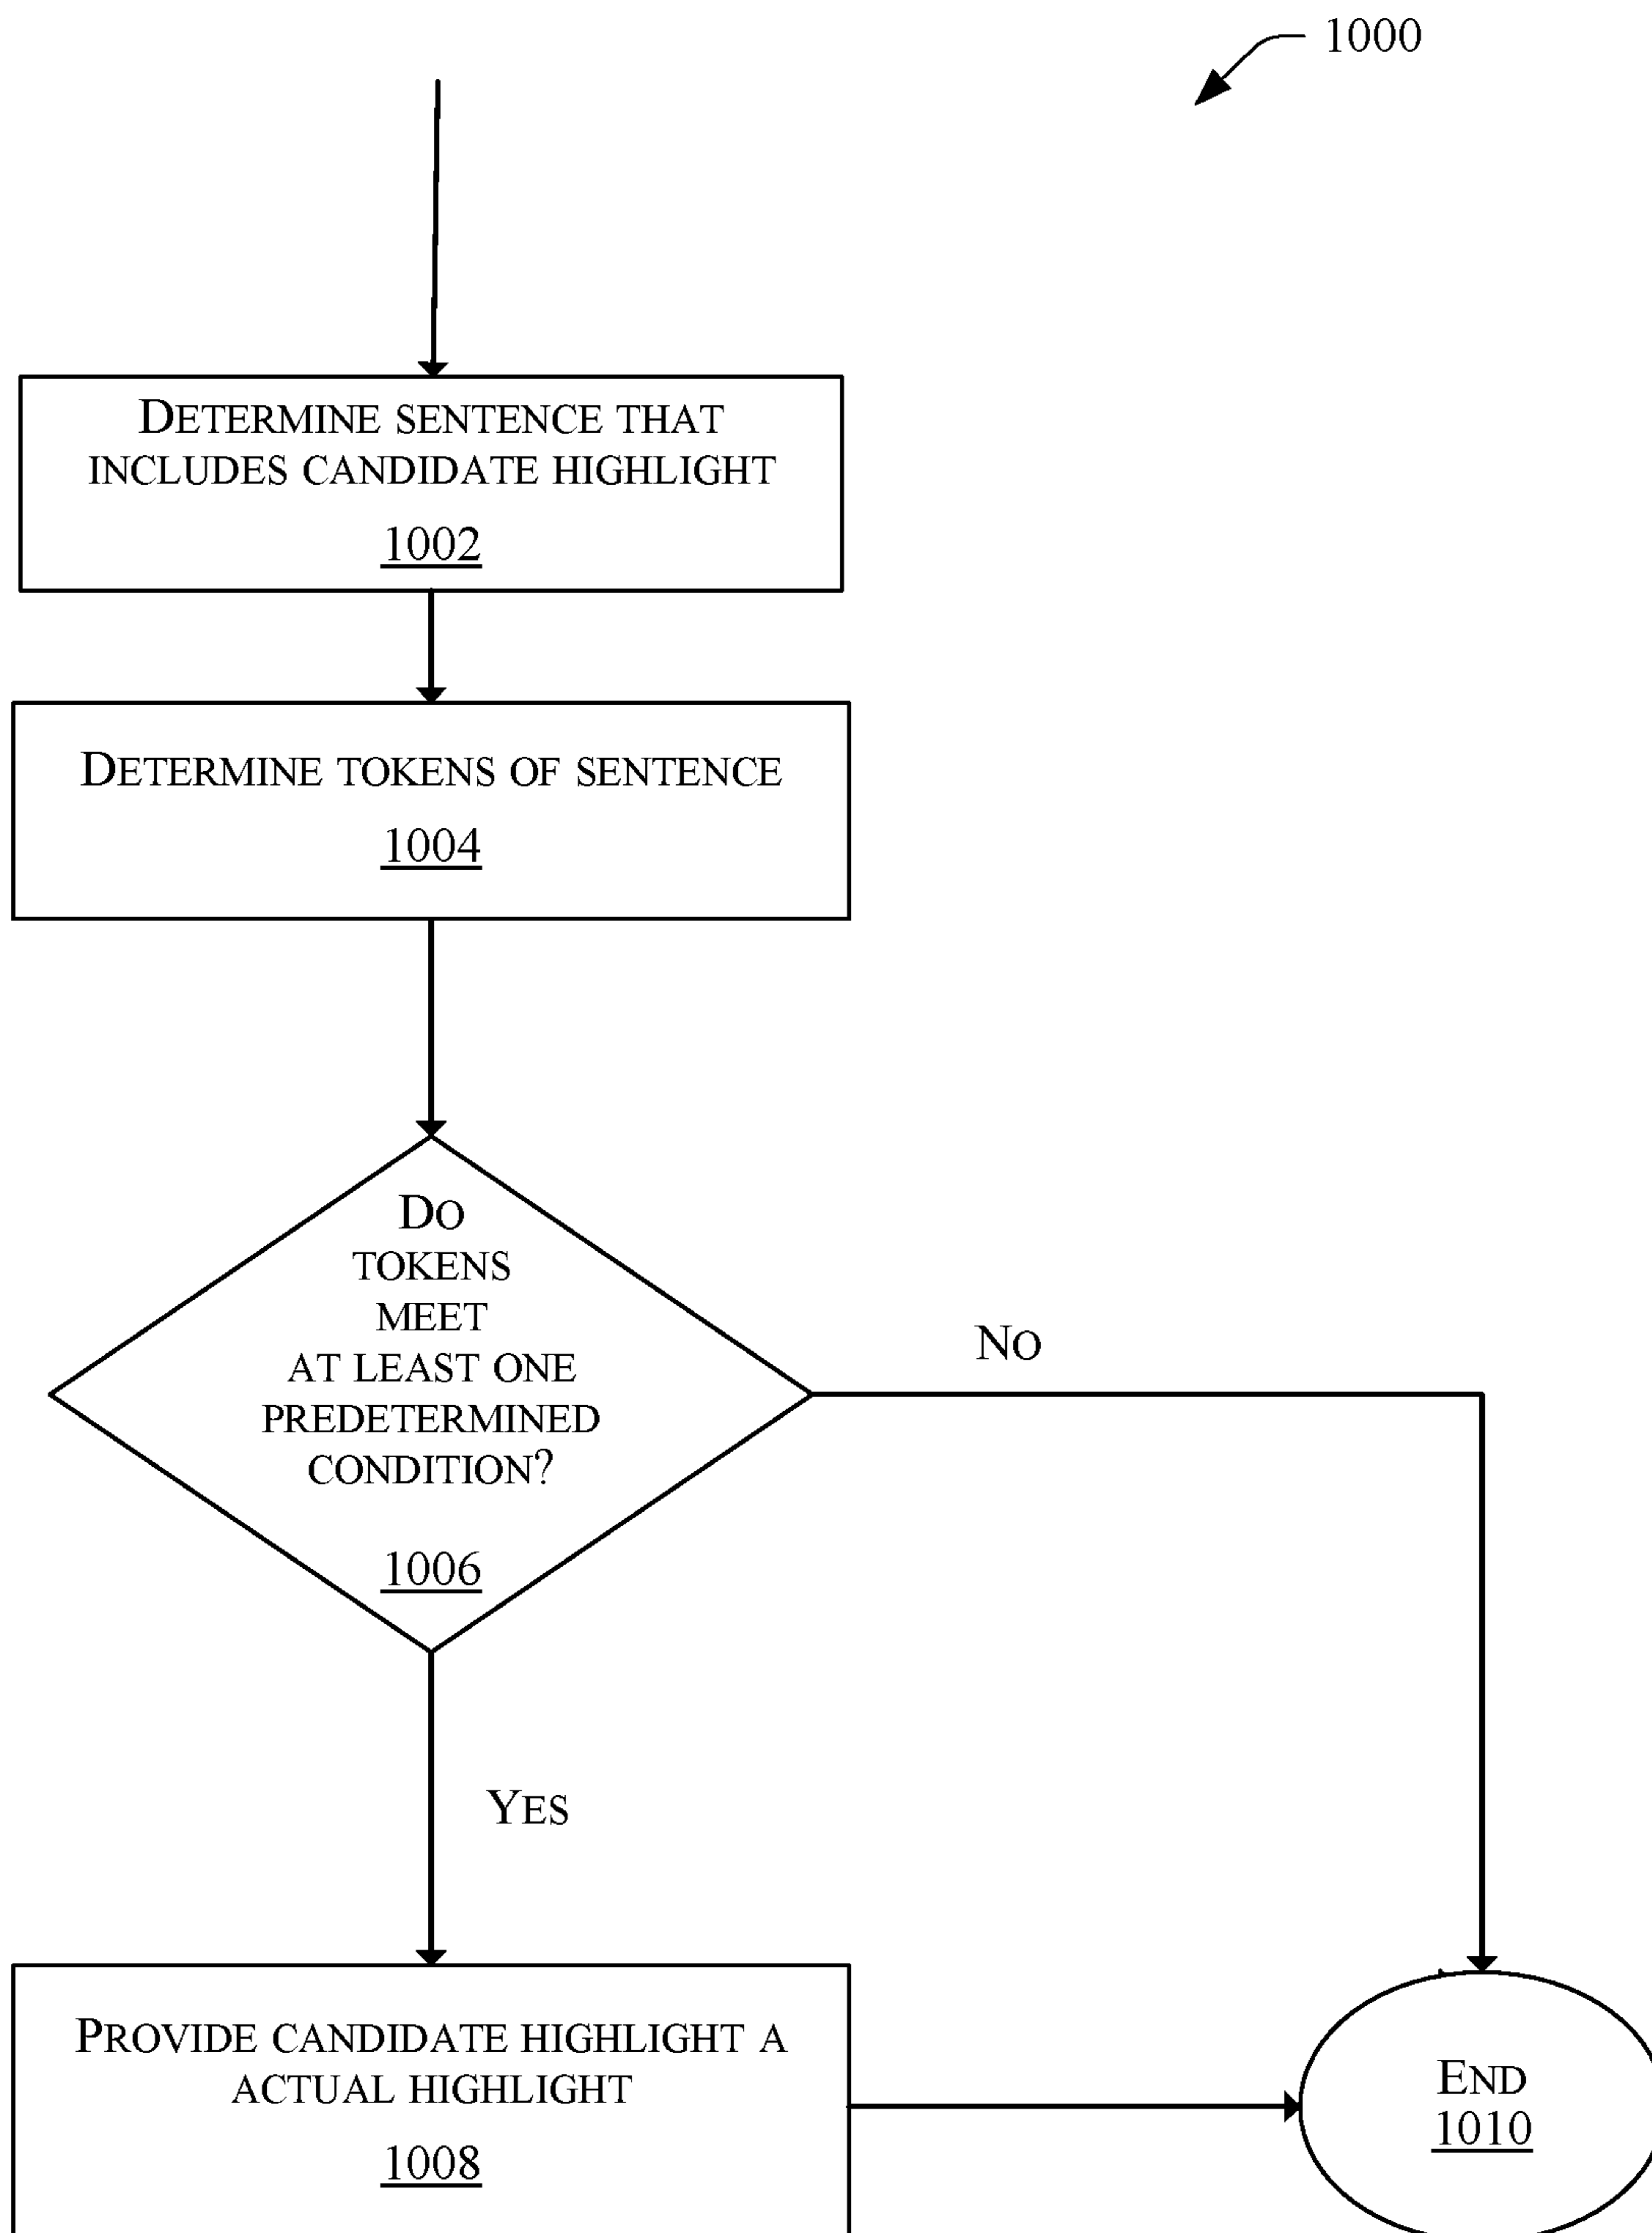 1000
Determine sentence that
includes candidate highlight
1002
Determine tokens of sentence
1004
Do
tokens
meet
at least one
predetermined
condition?
1006
No
Yes
Provide candidate highlight a
actual highlight
1008
End
1010